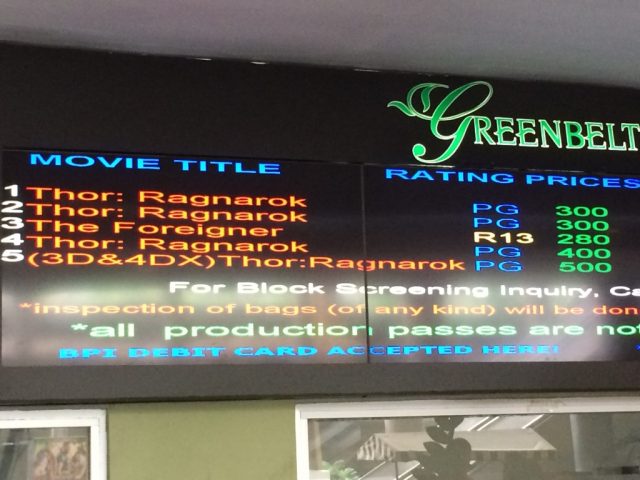 GREENBELT
MOVIE TITLE RATING PRICES
1 Thor: Ragnarok PG 300
2 Thor: Ragnarok PG 300
3 The Foreigner R13 280
4 Thor: Ragnarok PG 400
5 (3D&4DX)Thor:Ragnarok PG 500
For Block Screening Inquiry,
*inspection of bags (of any kind) will be
*all production passes are
BPI DEBIT CARD ACCEPTED HERE!